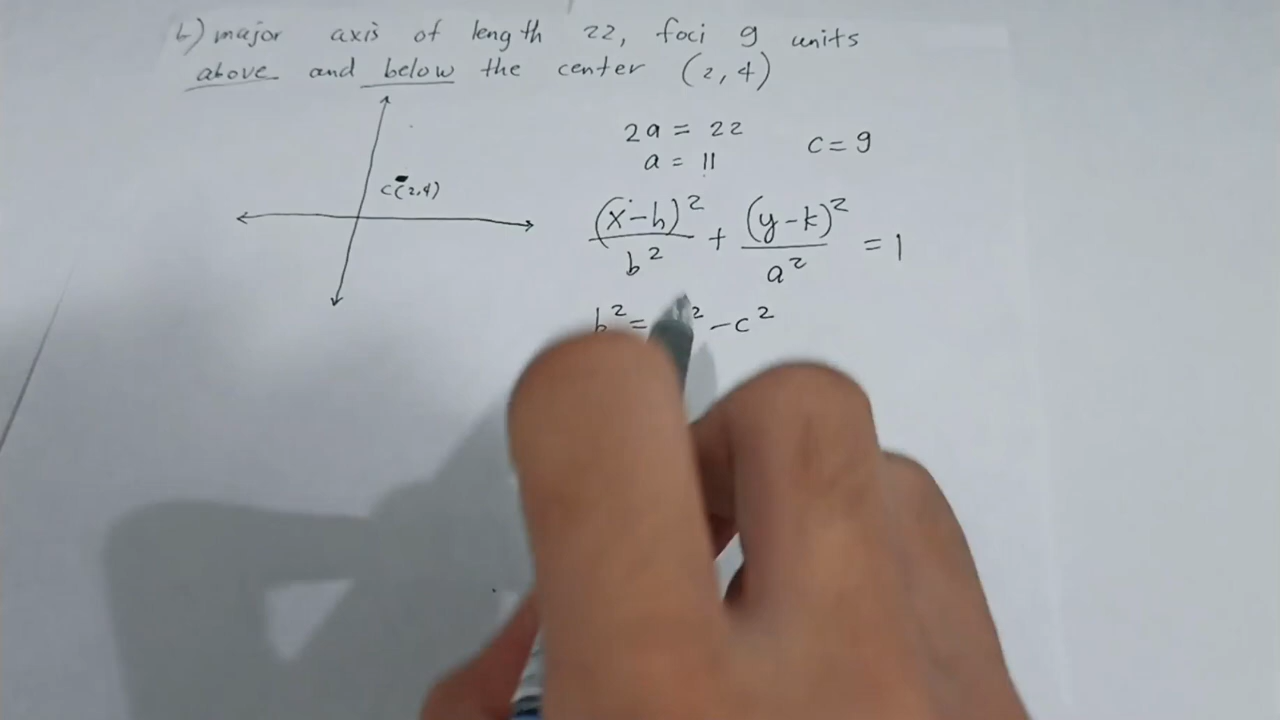 b) major axis of length 22, foci 9 units
above and below the center (2, 4)
C(2,4)
2a = 22
a = 11
c = 9
(x-h)²/b² + (y-k)²/a² = 1
b² = ² - c²